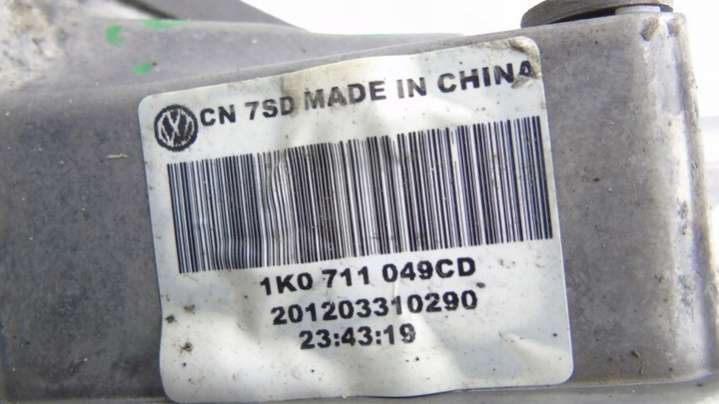 CN 7SD MADE IN CHINA
1K0 711 049CD
201203310290
23:43:19